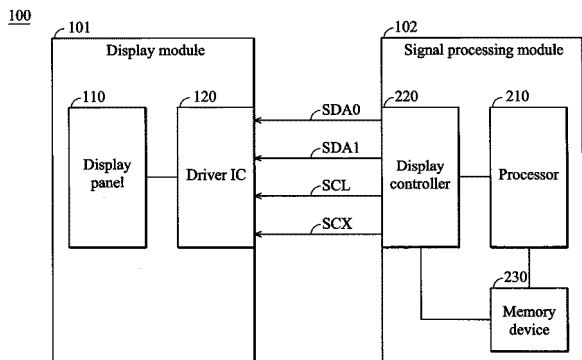 100
101
Display module
102
Signal processing module
110
Display
panel
120
Driver IC
SDA0
SDA1
SCL
SCX
220
Display
controller
210
Processor
230
Memory
device